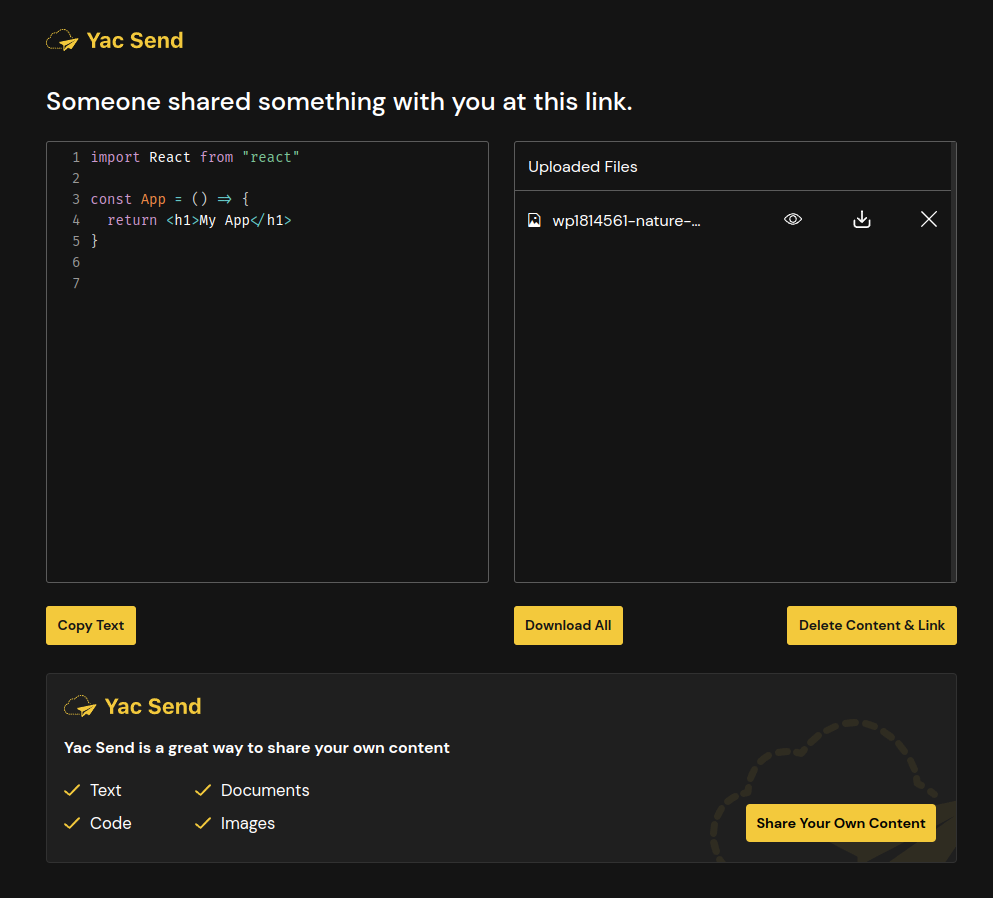 Yac Send
Someone shared something with you at this link.
1 import React from "react"
2
3 const App = () => {
4   return <h1>My App</h1>
5 }
6
7
Uploaded Files
wp1814561-nature-...
Copy Text
Download All
Delete Content & Link
Yac Send
Yac Send is a great way to share your own content
Text
Documents
Code
Images
Share Your Own Content